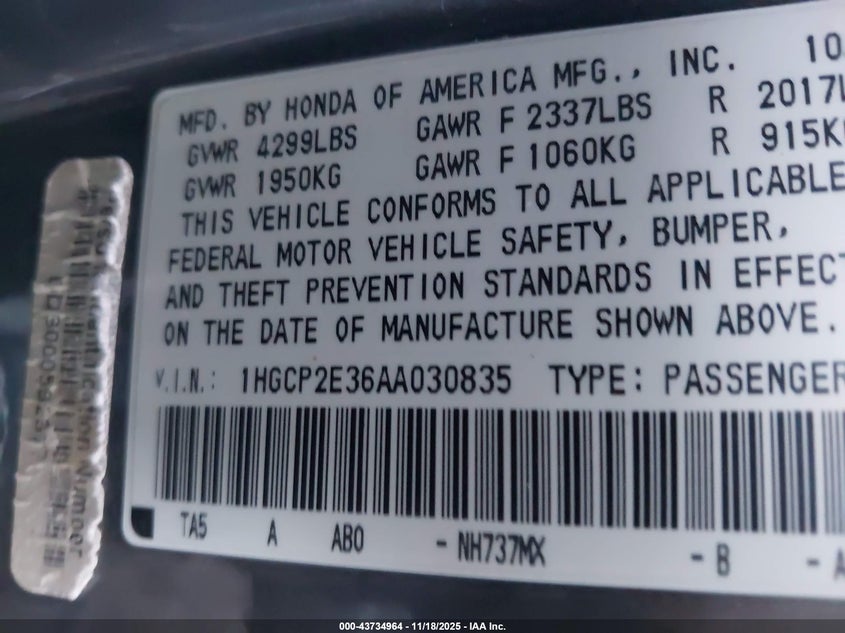 MFD. BY HONDA OF AMERICA MFG., INC. 10
GVWR 4299LBS GAWR F 2337LBS R 2017L
GVWR 1950KG GAWR F 1060KG R 915KG
THIS VEHICLE CONFORMS TO ALL APPLICABLE
FEDERAL MOTOR VEHICLE SAFETY, BUMPER,
AND THEFT PREVENTION STANDARDS IN EFFECT
ON THE DATE OF MANUFACTURE SHOWN ABOVE.
V.I.N.: 1HGCP2E36AA030835 TYPE: PASSENGER
TA5 A AB0 - NH737MX - B - A
000-43734964 | 11/18/2025 - IAA Inc.